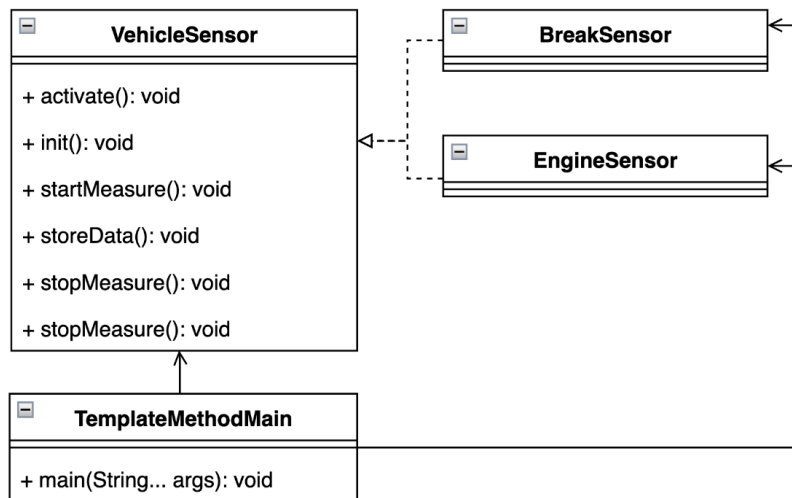 VehicleSensor
+ activate(): void
+ init(): void
+ startMeasure(): void
+ storeData(): void
+ stopMeasure(): void
+ stopMeasure(): void
BreakSensor
EngineSensor
TemplateMethodMain
+ main(String... args): void